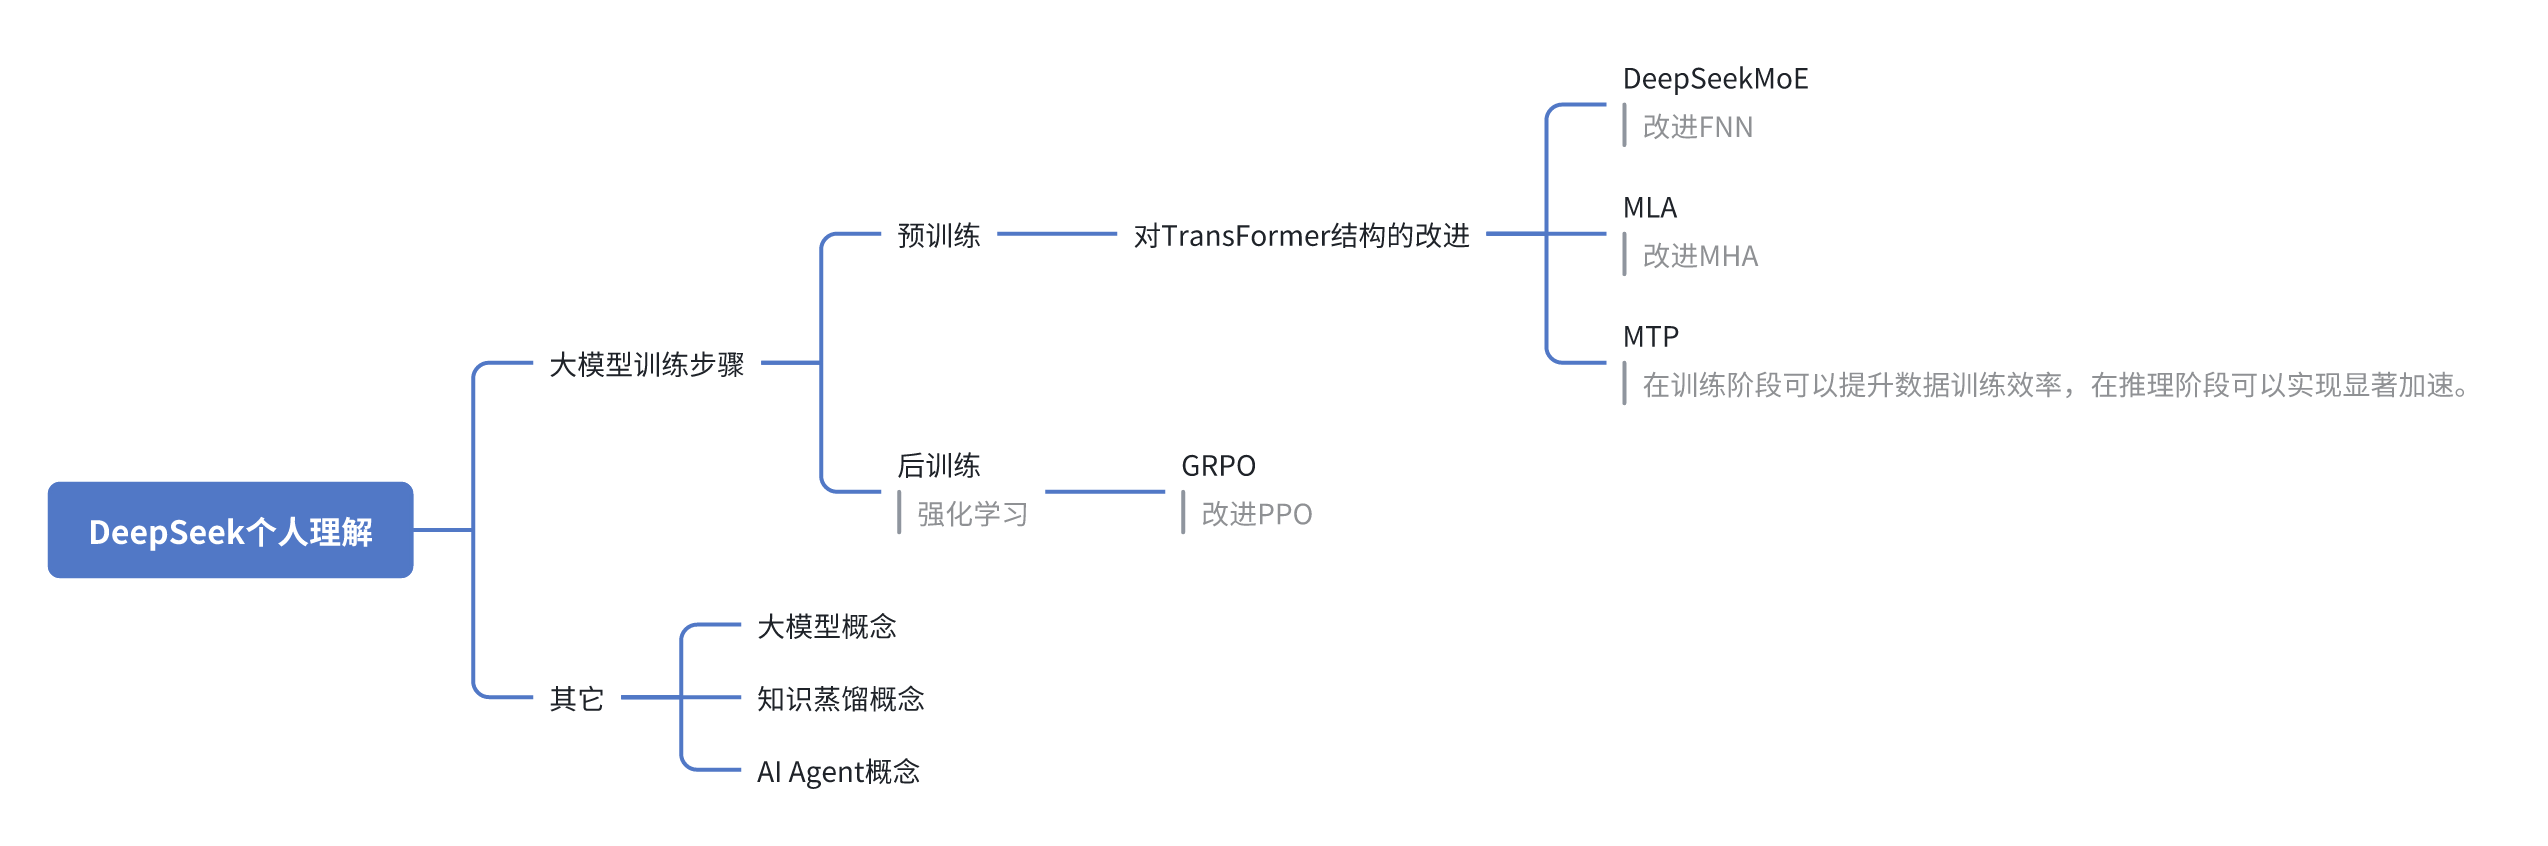 DeepSeek个人理解
大模型训练步骤
预训练
对TransFormer结构的改进
DeepSeekMoE
改进FNN
MLA
改进MHA
MTP
在训练阶段可以提升数据训练效率，在推理阶段可以实现显著加速。
后训练
强化学习
GRPO
改进PPO
其它
大模型概念
知识蒸馏概念
AI Agent概念